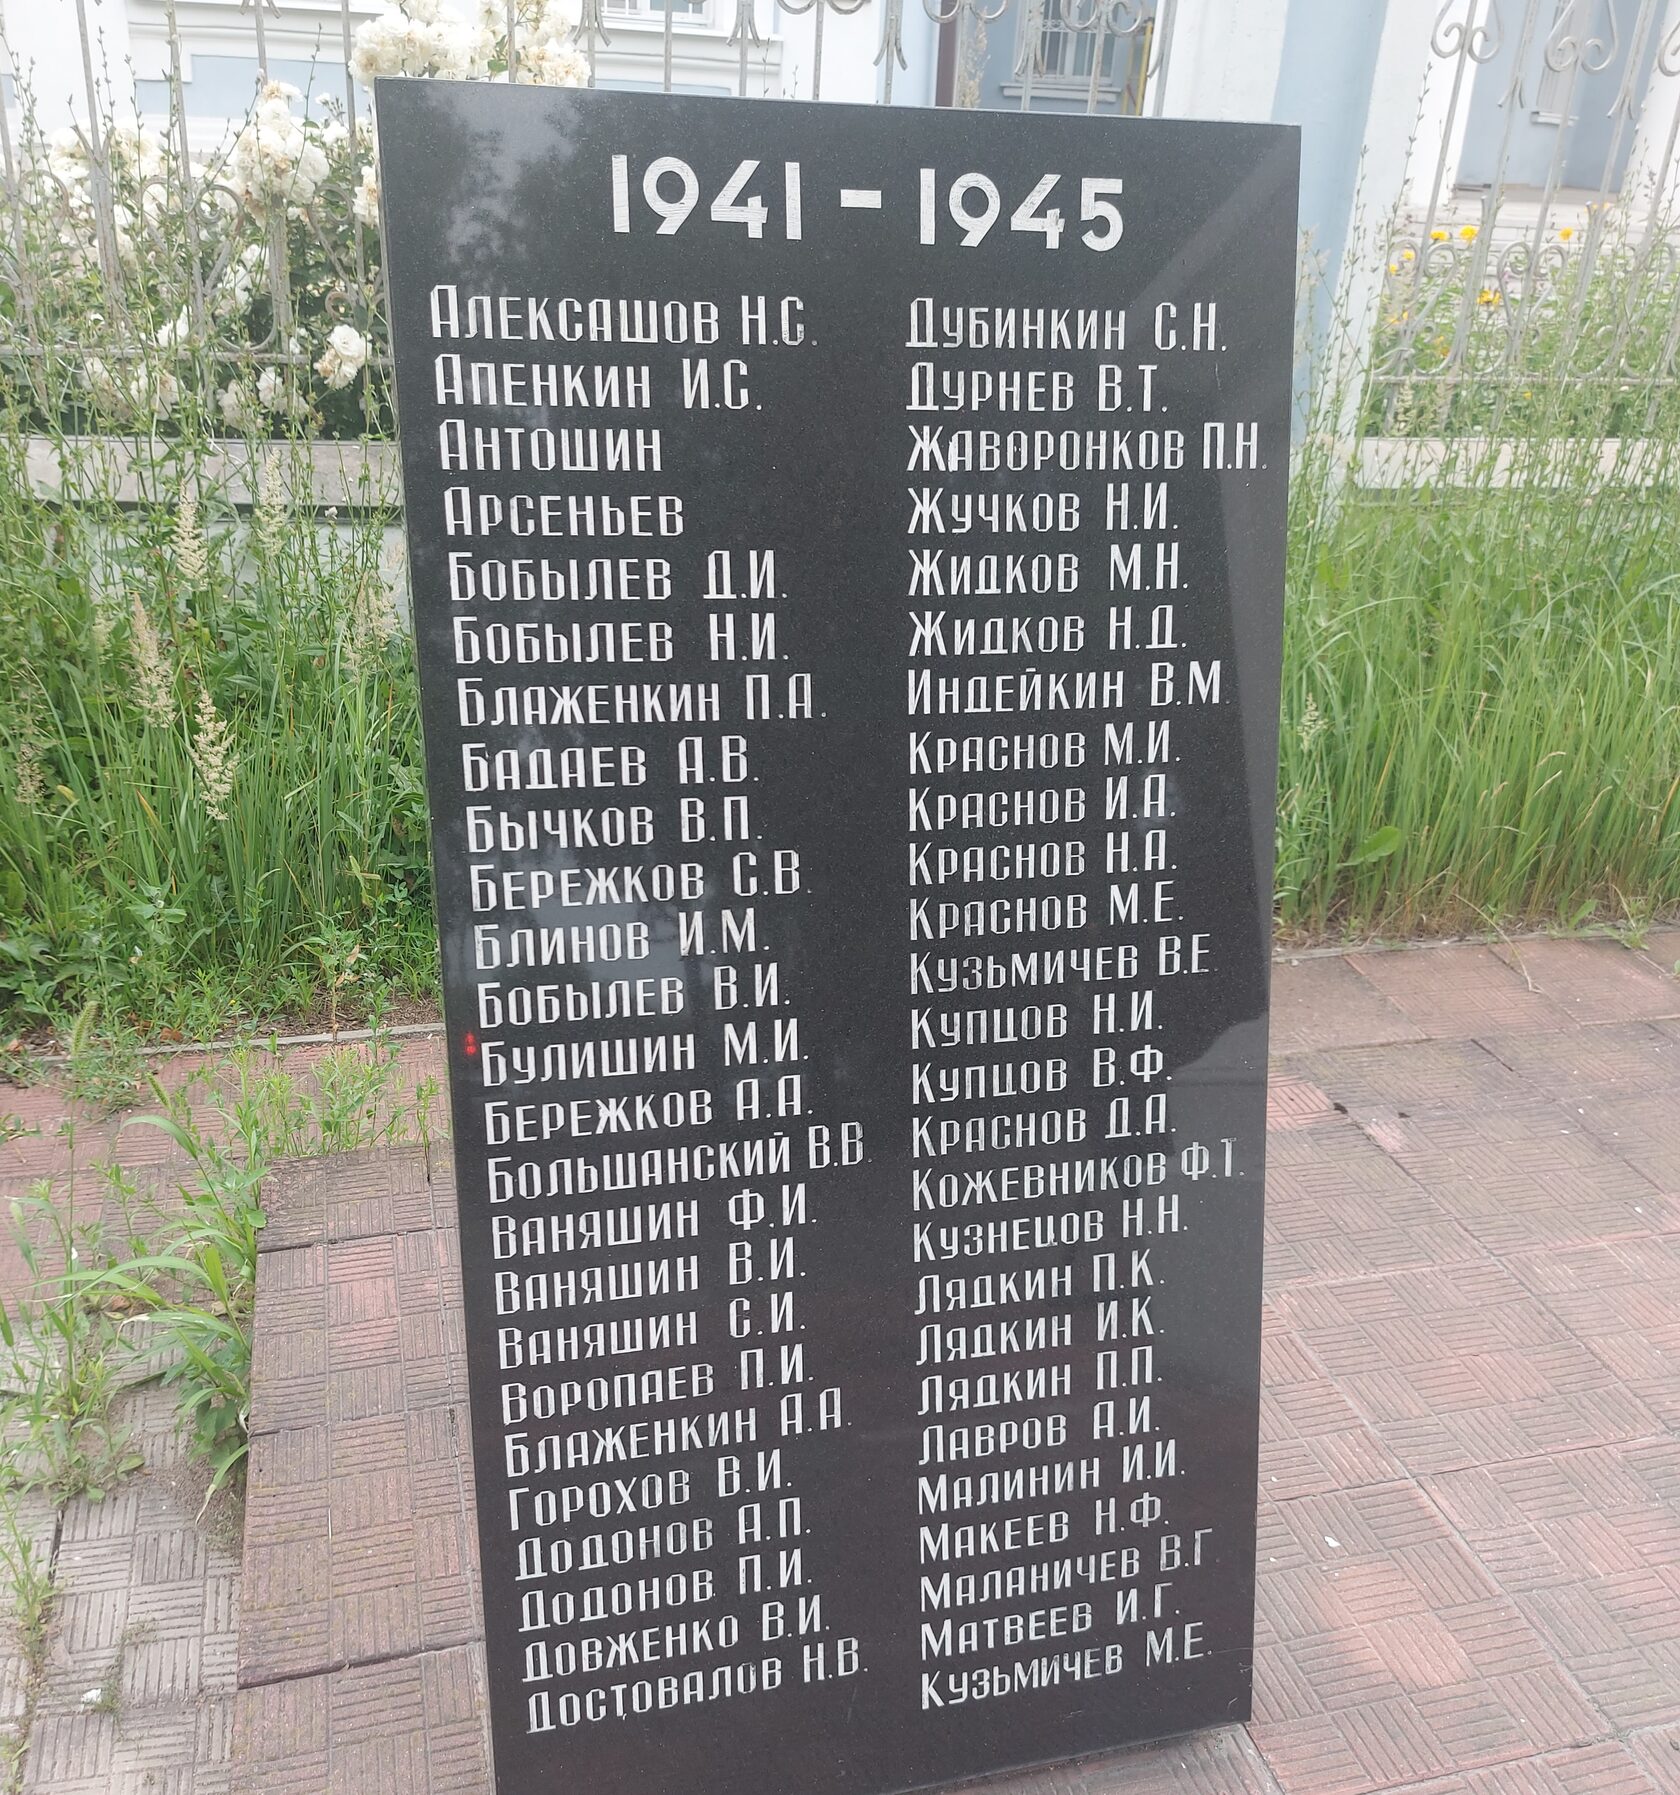 1941 - 1945
Алексашов Н.С.
Апенкин И.С.
Антошин
Арсеньев
Бобылев Д.И.
Бобылев Н.И.
Блаженкин П.А.
Бадаев А.В.
Бычков В.П.
Бережков С.В.
Блинов И.М.
Бобылев В.И.
Булишин М.И.
Бережков А.А.
Большанский В.В.
Ваняшин Ф.И.
Ваняшин В.И.
Ваняшин С.И.
Воропаев П.И.
Блаженкин А.А.
Горохов В.И.
Додонов А.П.
Додонов П.И.
Довженко В.И.
Достовалов Н.В.
Дубинкин С.Н.
Дурнев В.Т.
Жаворонков П.Н.
Жучков Н.И.
Жидков М.Н.
Жидков Н.Д.
Индейкин В.М.
Краснов М.И.
Краснов И.А.
Краснов Н.А.
Краснов М.Е.
Кузьмичев В.Е.
Купцов Н.И.
Купцов В.Ф.
Краснов Д.А.
Кожевников Ф.Т.
Кузнецов Н.Н.
Лядкин П.К.
Лядкин И.К.
Лядкин П.П.
Лавров А.И.
Малинин И.И.
Макеев Н.Ф.
Маланичев В.Г
Матвеев И.Г.
Кузьмичев М.Е.